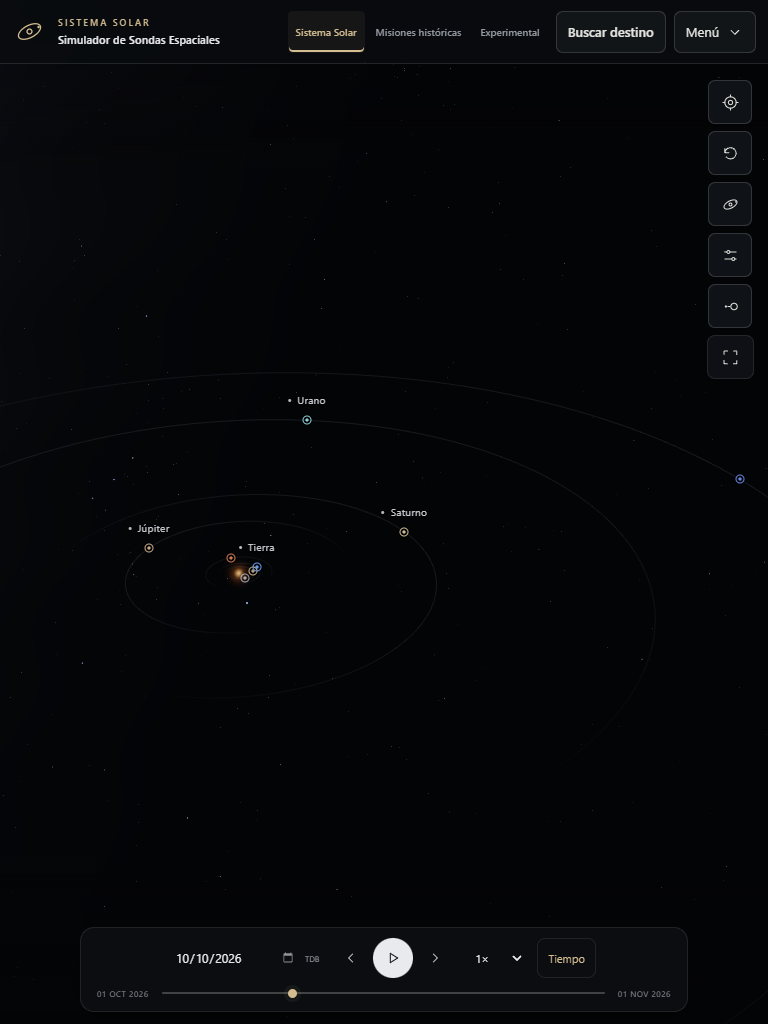 SISTEMA SOLAR
Simulador de Sondas Espaciales
Sistema Solar
Misiones históricas
Experimental
Buscar destino
Menú
Urano
Saturno
Júpiter
Tierra
10/10/2026
TDB
1×
Tiempo
01 OCT 2026
01 NOV 2026